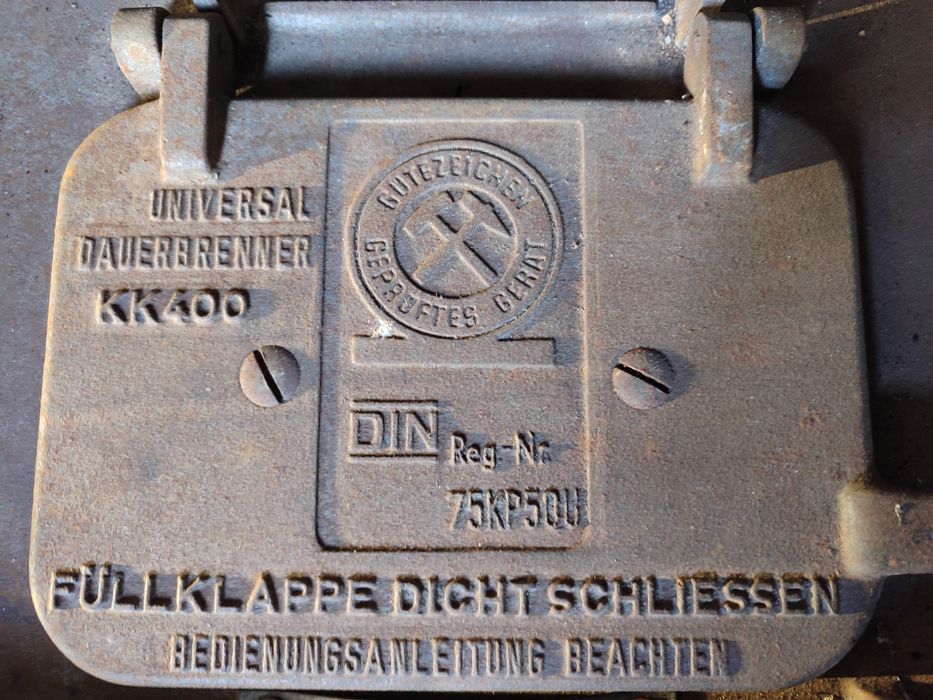 UNIVERSAL
DAUERBRENNER
KK400
GÜTEZEICHEN
GEPRÜFTES GERÄT
DIN
Reg-Nr.
75KP50U
FÜLLKLAPPE DICHT SCHLIESSEN
BEDIENUNGSANLEITUNG BEACHTEN